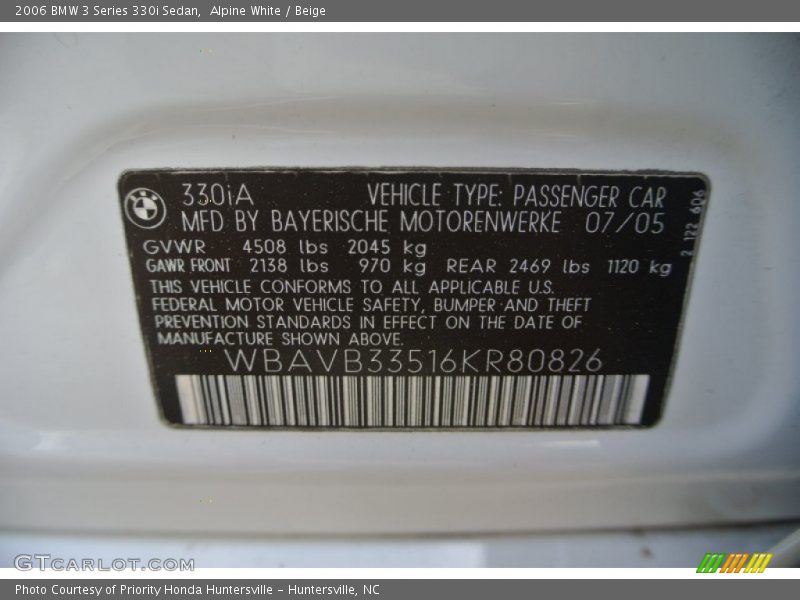 2006 BMW 3 Series 330i Sedan,  Alpine White / Beige
330iA VEHICLE TYPE: PASSENGER CAR
MFD BY BAYERISCHE MOTORENWERKE 07/05
GVWR 4508 lbs 2045 kg
GAWR FRONT 2138 lbs 970 kg REAR 2469 lbs 1120 kg
THIS VEHICLE CONFORMS TO ALL APPLICABLE U.S.
FEDERAL MOTOR VEHICLE SAFETY, BUMPER AND THEFT
PREVENTION STANDARDS IN EFFECT ON THE DATE OF
MANUFACTURE SHOWN ABOVE.
WBAVB33516KR80826
2 122 606
GTcarlot.com
Photo Courtesy of Priority Honda Huntersville - Huntersville, NC